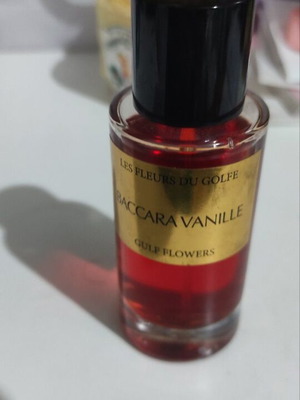 LES FLEURS DU GOLFE
BACCARA VANILLE
GULF FLOWERS